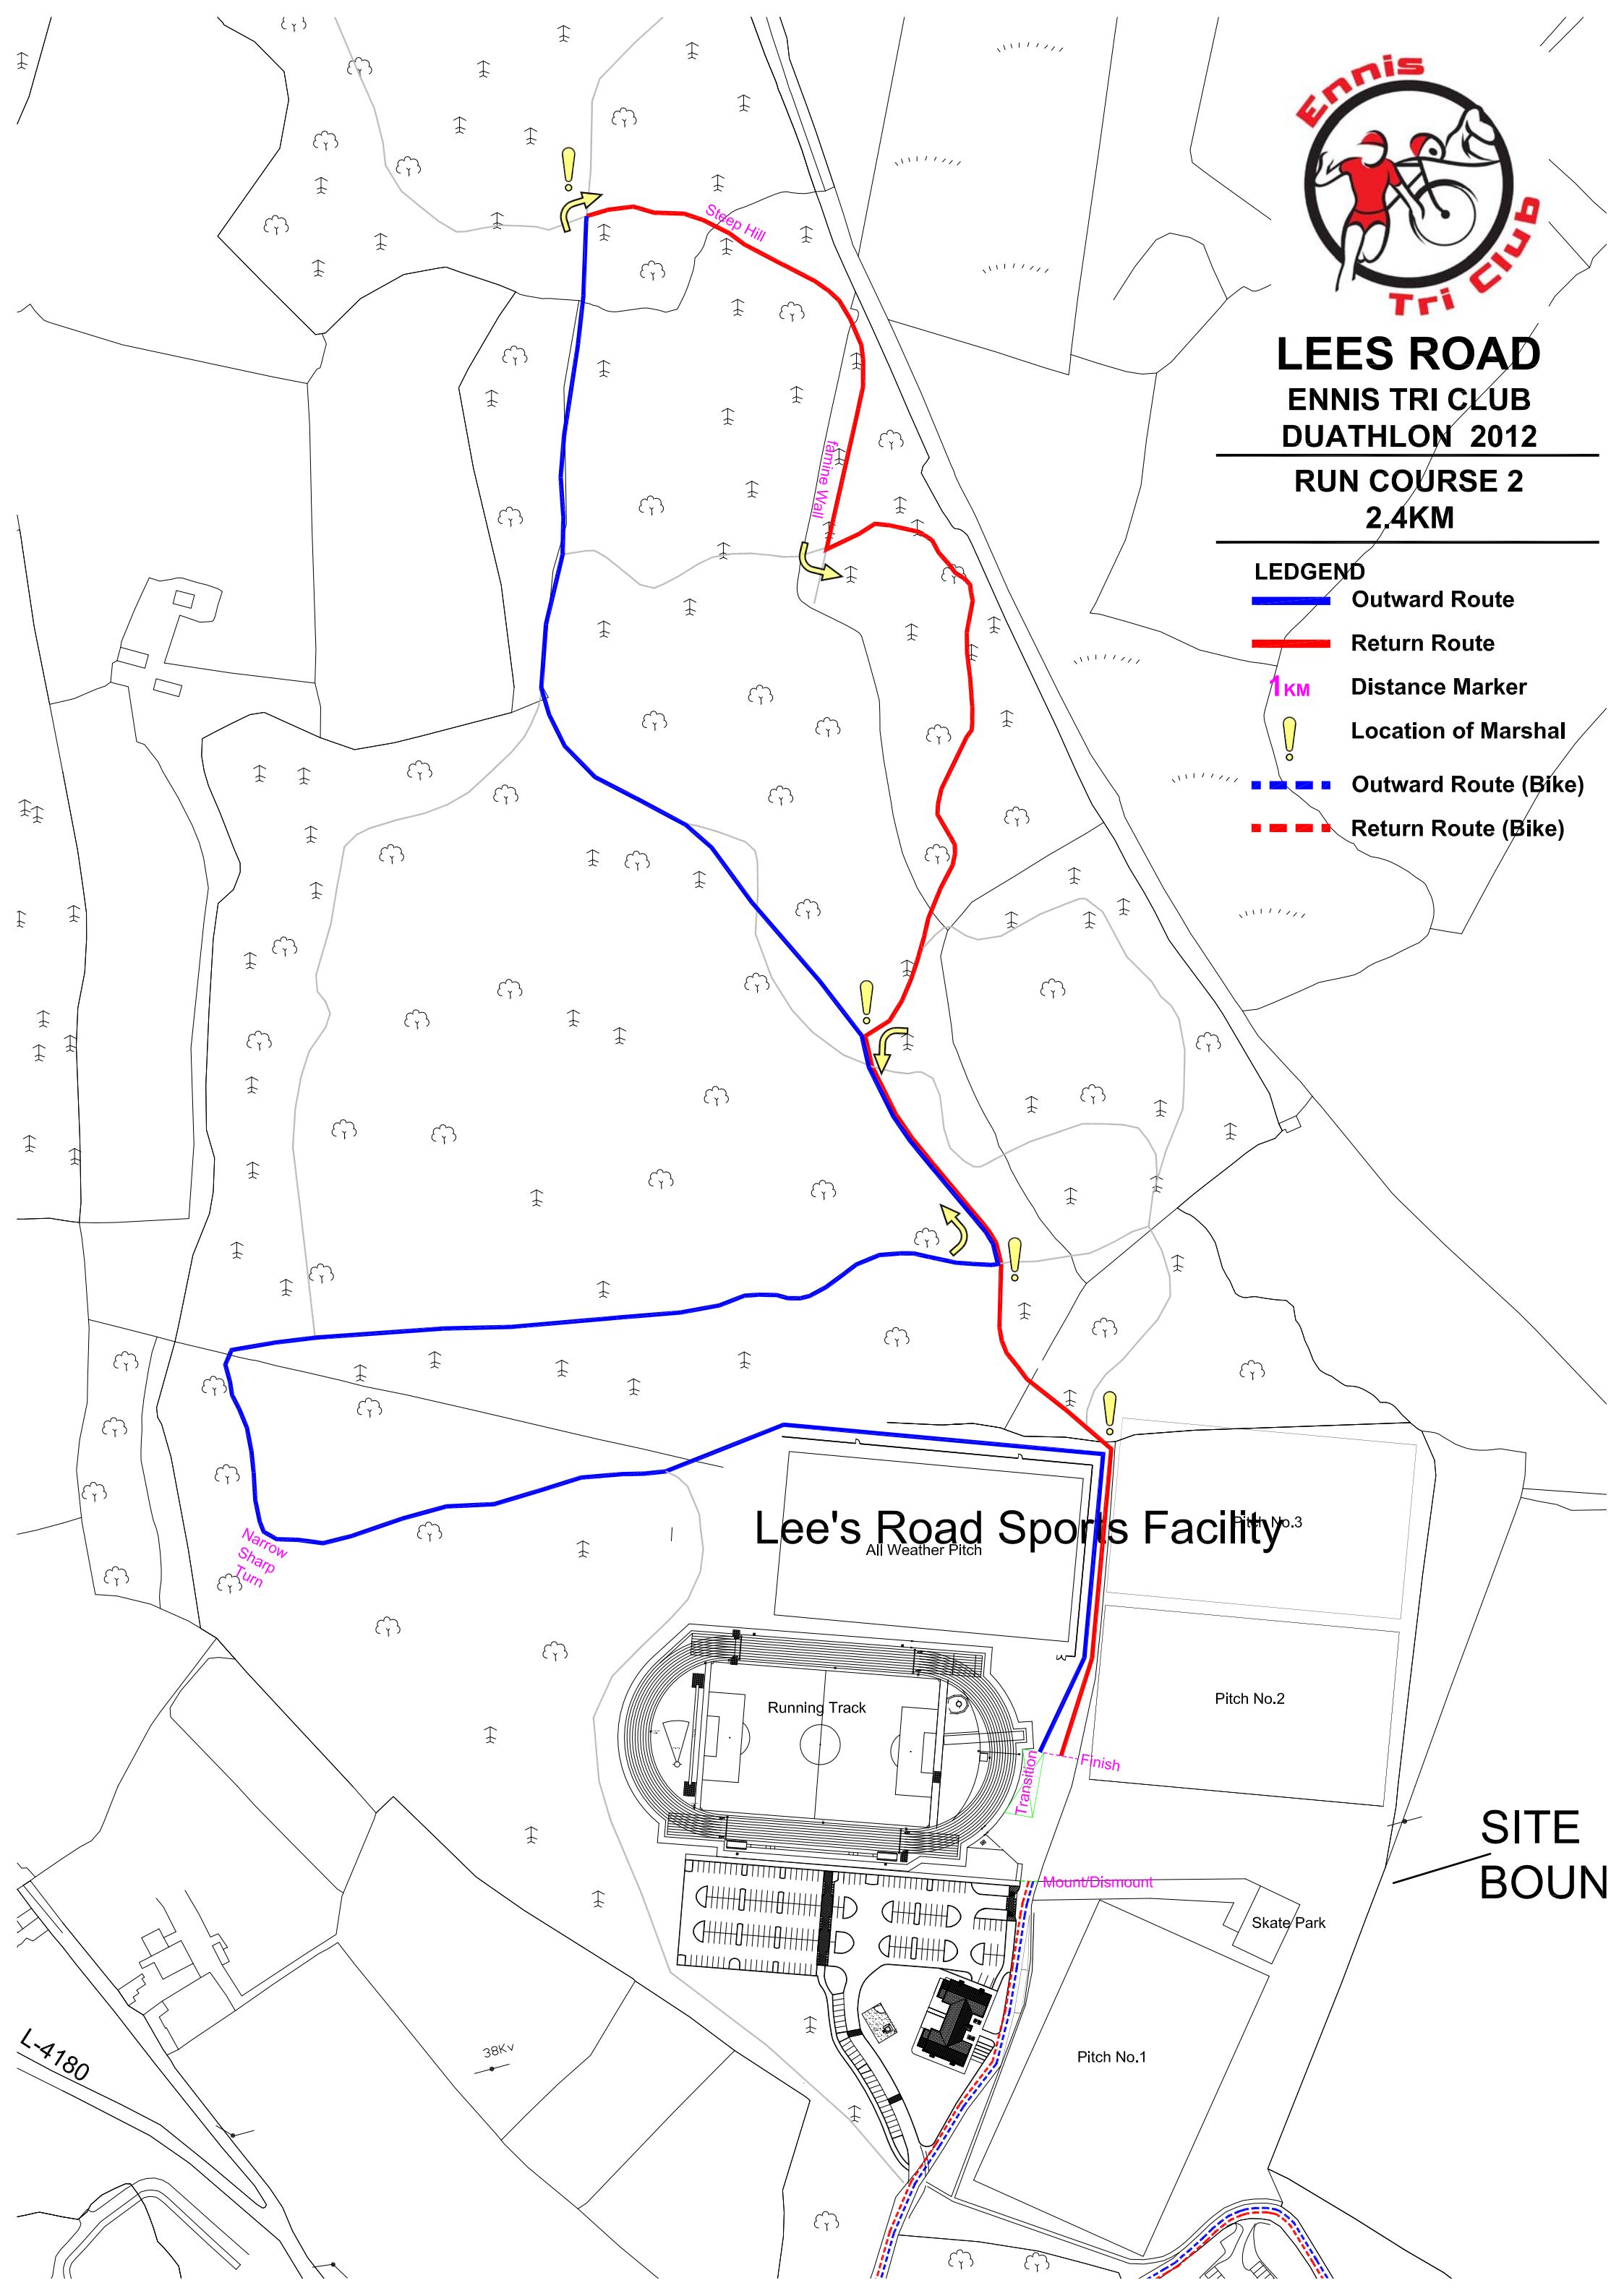 Ennis
Tri Club
LEES ROAD
ENNIS TRI CLUB
DUATHLON 2012
RUN COURSE 2
2.4KM
LEDGEND
Outward Route
Return Route
1KM Distance Marker
Location of Marshal
Outward Route (Bike)
Return Route (Bike)
Steep Hill
famine Wall
Lee's Road Sports Facility
Pitch No.3
All Weather Pitch
Narrow
Sharp
Turn
Pitch No.2
Running Track
Finish
Transition
SITE
BOUN
Mount/Dismount
Skate Park
Pitch No.1
38Kv
L-4180